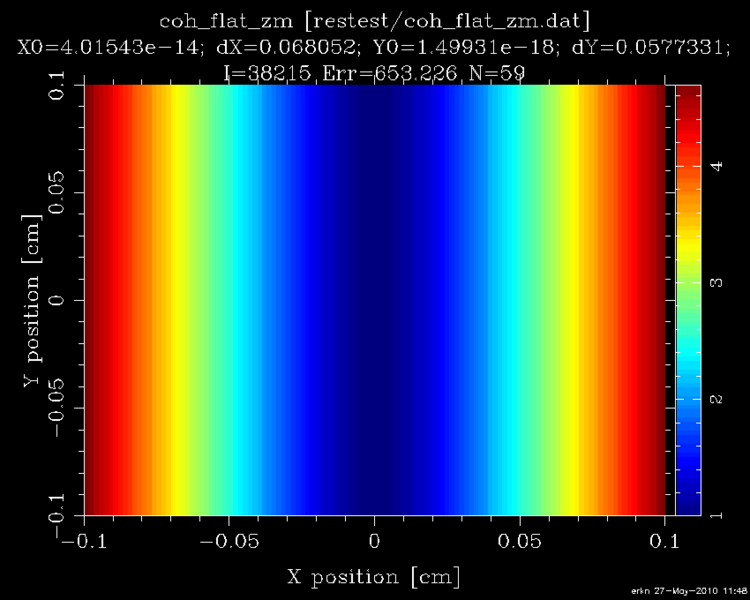 coh_flat_zm [restest/coh_flat_zm.dat]
X0=4.01543e-14; dX=0.068052; Y0=1.49931e-18; dY=0.0577331;
I=38215 Err=653.226 N=59
0.1
0.05
0
-0.05
-0.1
Y position [cm]
-0.1 -0.05 0 0.05 0.1
X position [cm]
4
3
2
1
erkn 27-May-2010 11:48